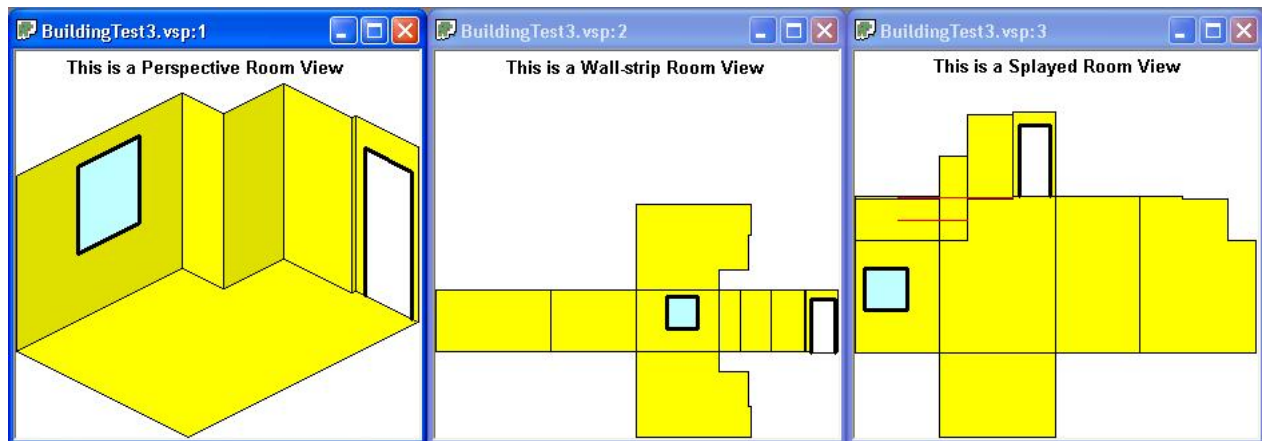 BuildingTest3.vsp:1
This is a Perspective Room View
BuildingTest3.vsp:2
This is a Wall-strip Room View
BuildingTest3.vsp:3
This is a Splayed Room View